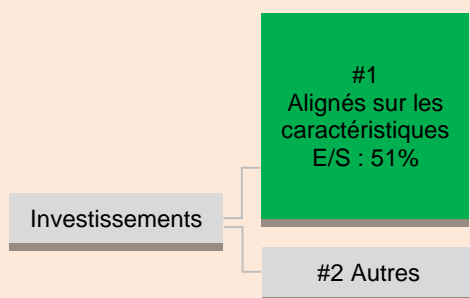 #1
Alignés sur les
caractéristiques
E/S : 51%
Investissements
#2 Autres